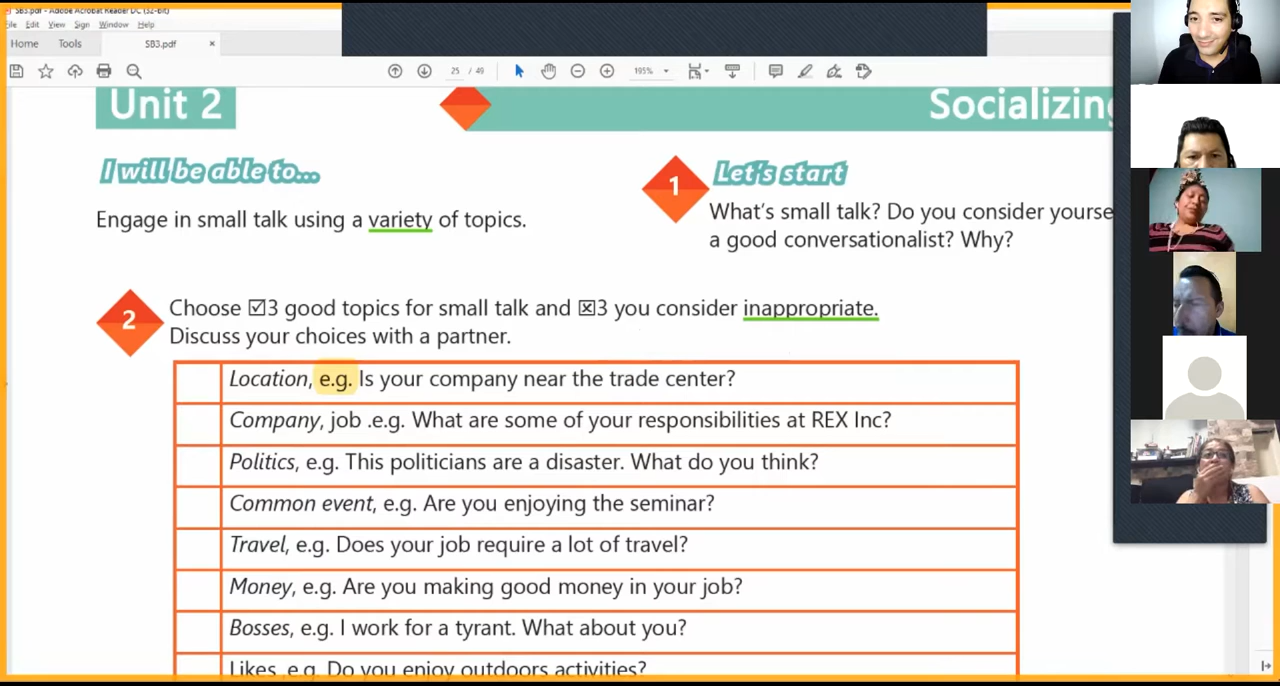 SB3.pdf - Adobe Acrobat Reader DC (32-bit)
File Edit View Sign Window Help
Home Tools SB3.pdf ×
25 / 49 195%
Unit 2 Socializing
I will be able to...
Engage in small talk using a variety of topics.
1 Let's start
What's small talk? Do you consider yourse
a good conversationalist? Why?
2 Choose ☑3 good topics for small talk and ☒3 you consider inappropriate.
Discuss your choices with a partner.
Location, e.g. Is your company near the trade center?
Company, job .e.g. What are some of your responsibilities at REX Inc?
Politics, e.g. This politicians are a disaster. What do you think?
Common event, e.g. Are you enjoying the seminar?
Travel, e.g. Does your job require a lot of travel?
Money, e.g. Are you making good money in your job?
Bosses, e.g. I work for a tyrant. What about you?
Likes ,e.g. Do you enjoy outdoors activities?